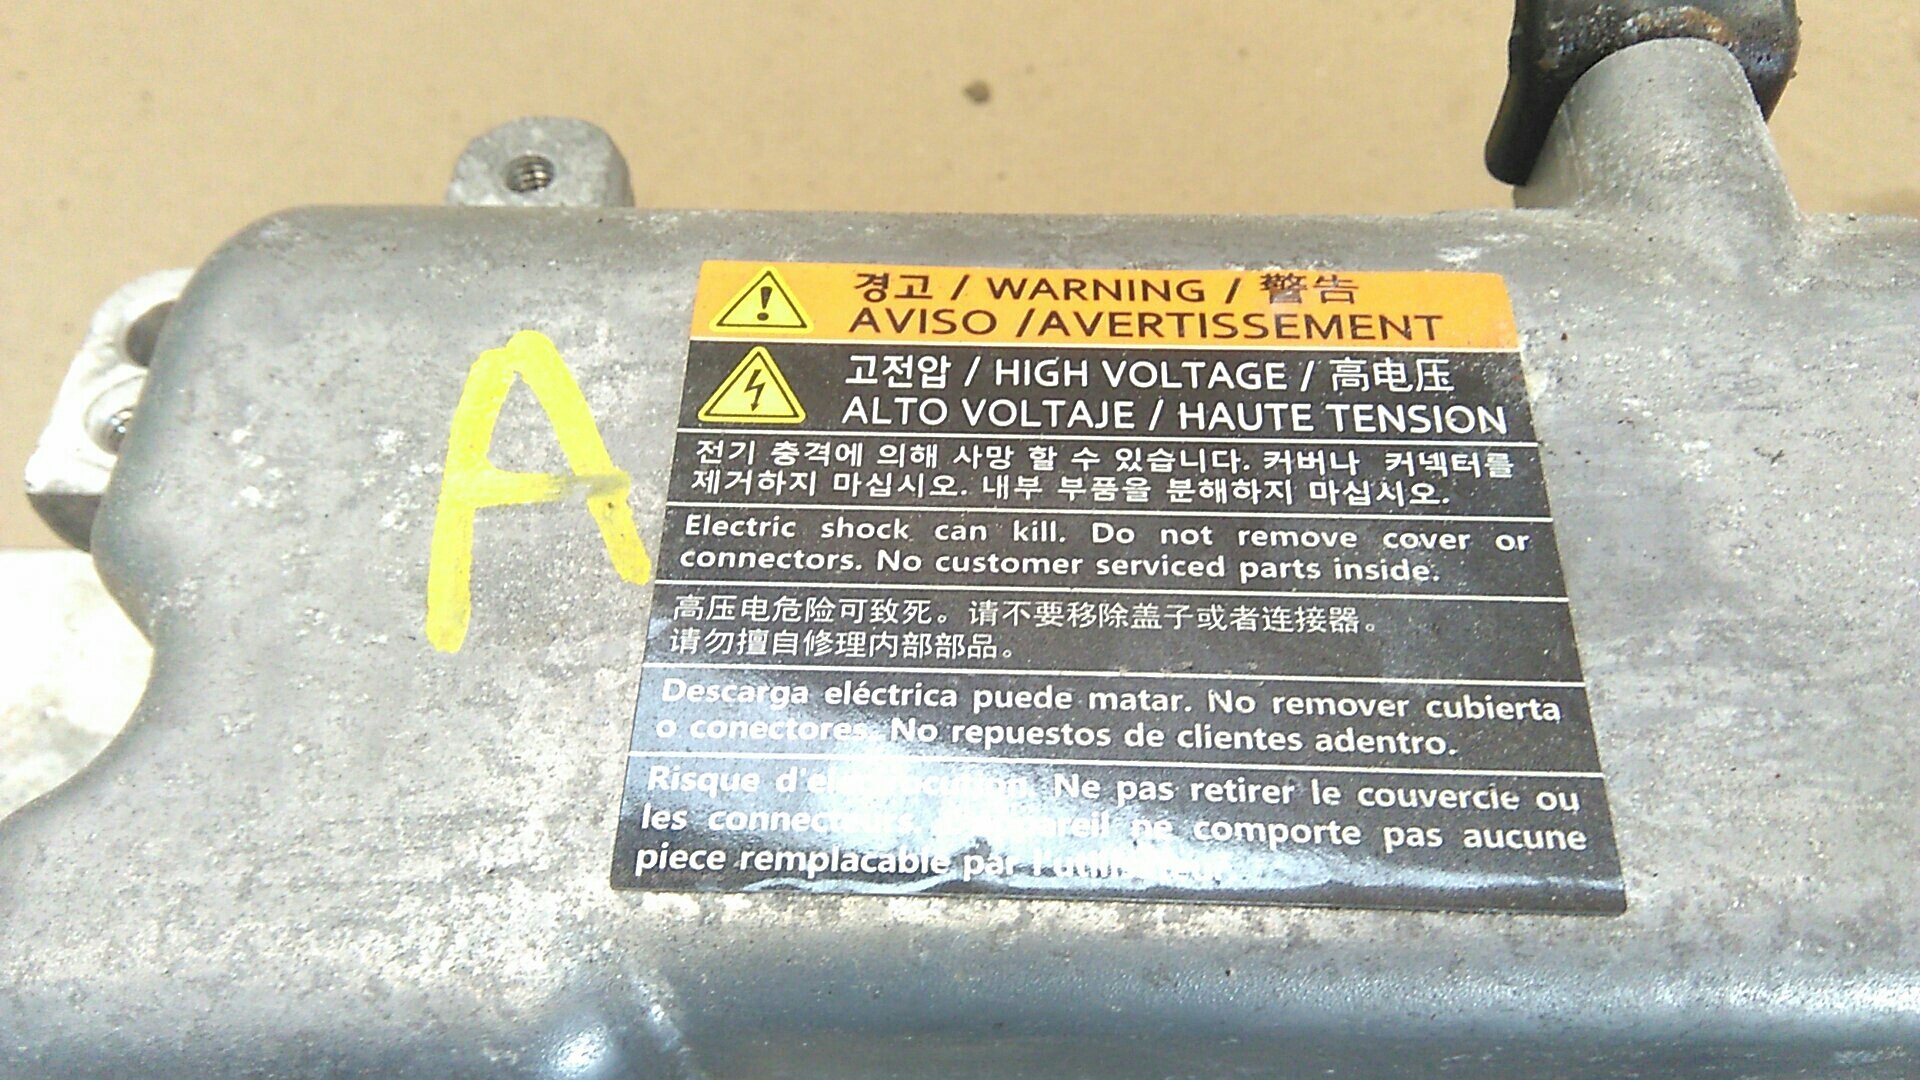 A
경고 / WARNING / 警告
AVISO /AVERTISSEMENT
고전압 / HIGH VOLTAGE / 高电压
ALTO VOLTAJE / HAUTE TENSION
전기 충격에 의해 사망 할 수 있습니다. 커버나 커넥터를
제거하지 마십시오. 내부 부품을 분해하지 마십시오.
Electric shock can kill. Do not remove cover or
connectors. No customer serviced parts inside.
高压电危险可致死。请不要移除盖子或者连接器。
请勿擅自修理内部部品。
Descarga eléctrica puede matar. No remover cubierta
o conectores. No repuestos de clientes adentro.
Risque d'electrocution. Ne pas retirer le couvercie ou
les connecteurs. L'appareil ne comporte pas aucune
piece remplacable par l'utilisateur.